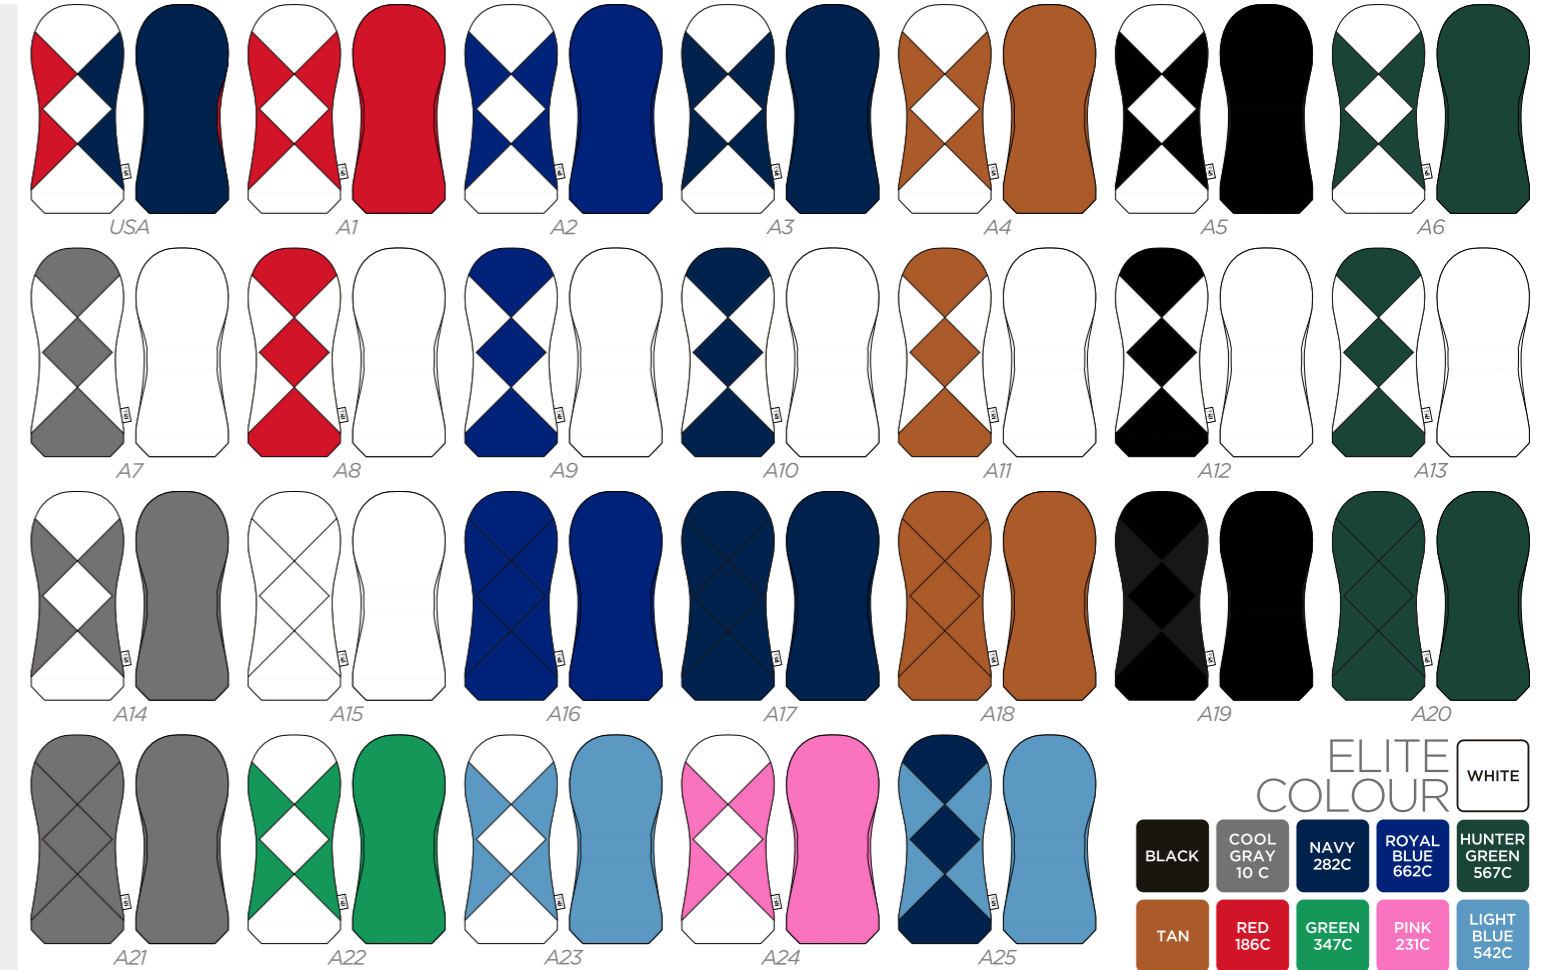 USA
A1
A2
A3
A4
A5
A6
A7
A8
A9
A10
A11
A12
A13
A14
A15
A16
A17
A18
A19
A20
A21
A22
A23
A24
A25
ELITE
COLOUR
WHITE
BLACK
COOL
GRAY
10 C
NAVY
282C
ROYAL
BLUE
662C
HUNTER
GREEN
567C
TAN
RED
186C
GREEN
347C
PINK
231C
LIGHT
BLUE
542C